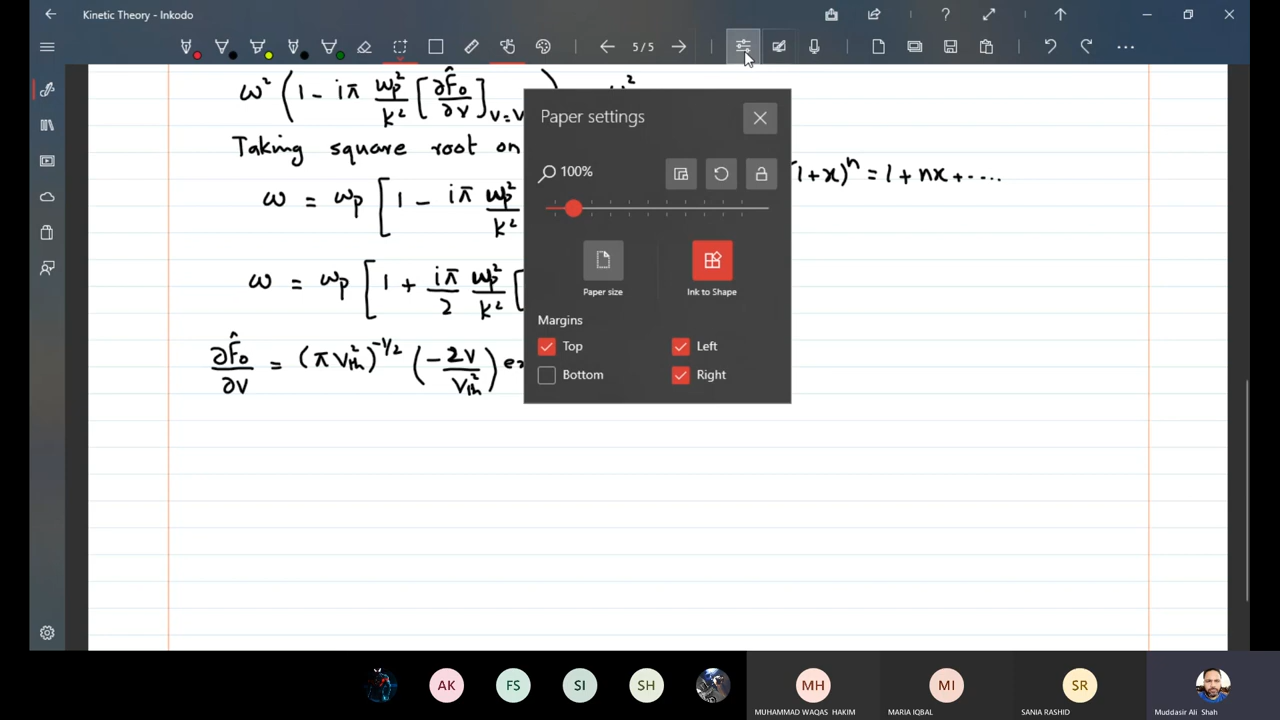 Kinetic Theory - Inkodo
5/5
ω² (1 - iπ ωp²/k² [∂F̂₀/∂v]v=v ω²
Taking square root on
(1+x)ⁿ = 1 + nx + ....
ω = ωp [1 - iπ ωp²/k²
ω = ωp [1 + iπ/2 ωp²/k² [
∂F̂₀/∂v = (π Vth²)^-1/2 (-2v/Vth²) e
Paper settings
100%
Paper size
Ink to Shape
Margins
Top
Left
Bottom
Right
AK
FS
SI
SH
MH
MI
SR
MUHAMMAD WAQAS HAKIM
MARIA IQBAL
SANIA RASHID
Muddasir Ali Shah